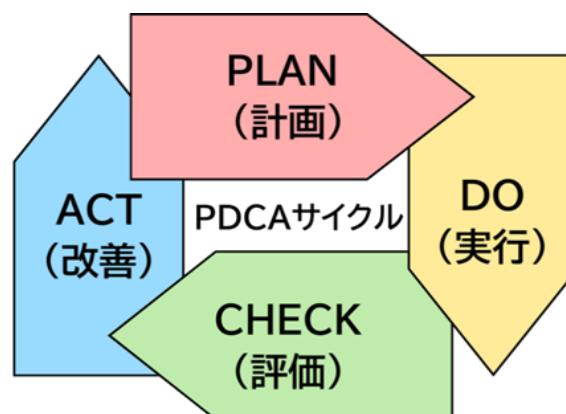 PLAN
（計画）
DO
（実行）
CHECK
（評価）
ACT
（改善）
PDCAサイクル